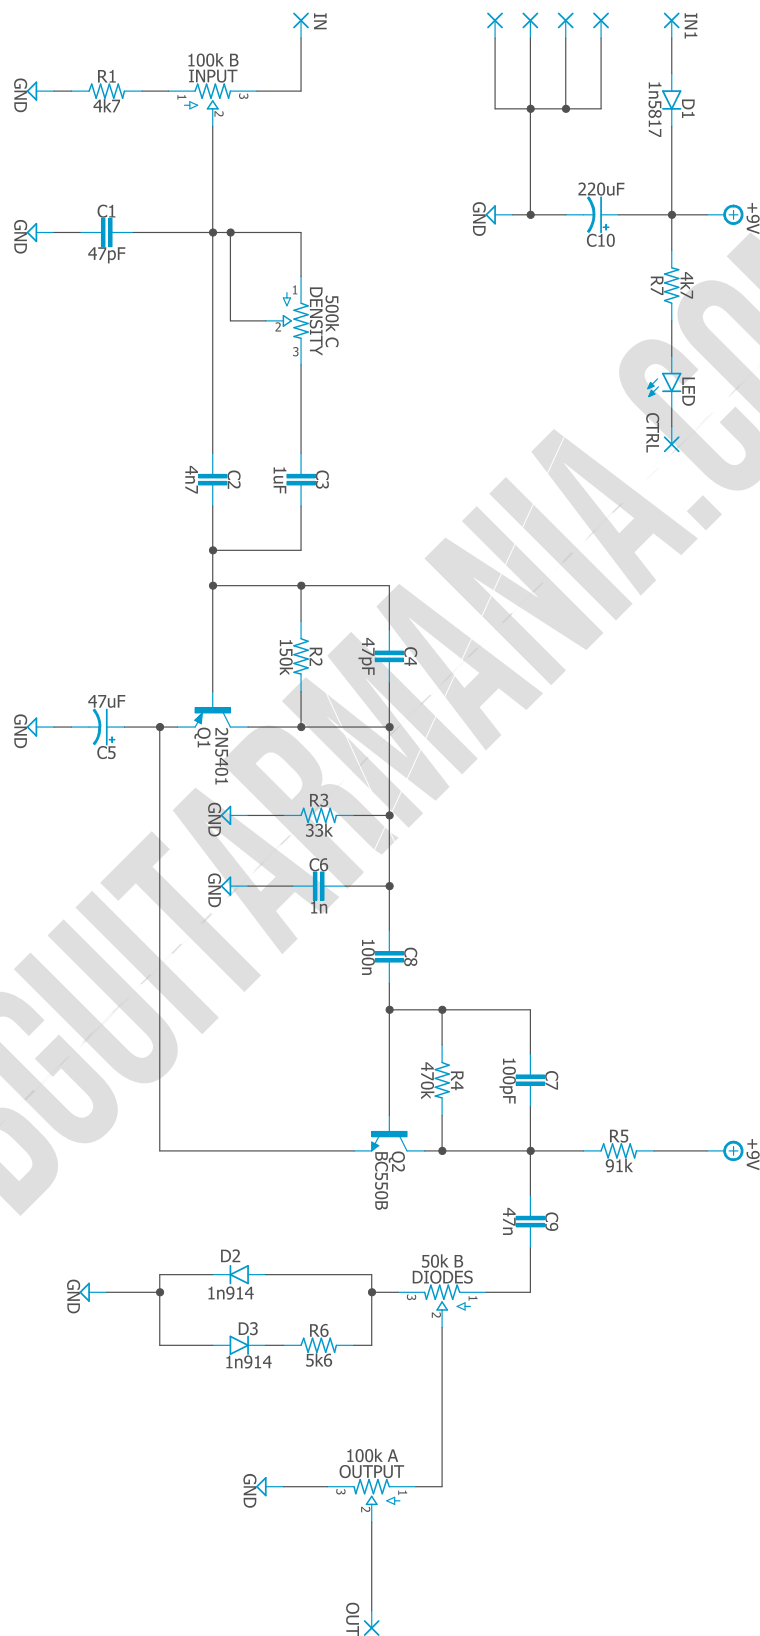 IN
IN1
100k B
INPUT
3
1
2
R1
4k7
GND
D1
1n5817
220uF
C10
GND
+9V
C1
47pF
GND
500k C
DENSITY
1
2
3
4k7
R7
LED
CTRL
C2
4n7
C3
1uF
R2
150k
C4
47pF
47uF
C5
GND
2N5401
Q1
R3
33k
GND
C6
1n
GND
C8
100n
R4
470k
C7
100pF
Q2
BC550B
R5
91k
+9V
C9
47n
50k B
DIODES
1
2
3
D2
1n914
D3
1n914
R6
5k6
GND
100k A
OUTPUT
1
2
3
GND
OUT
GUITARMANIA.CO